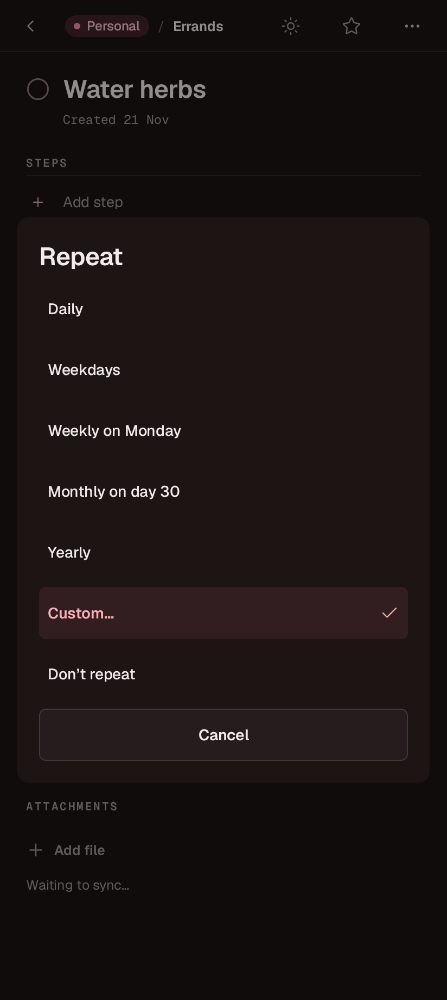 Personal / Errands
Water herbs
Created 21 Nov
STEPS
+ Add step
Repeat
Daily
Weekdays
Weekly on Monday
Monthly on day 30
Yearly
Custom…
Don't repeat
Cancel
ATTACHMENTS
+ Add file
Waiting to sync…